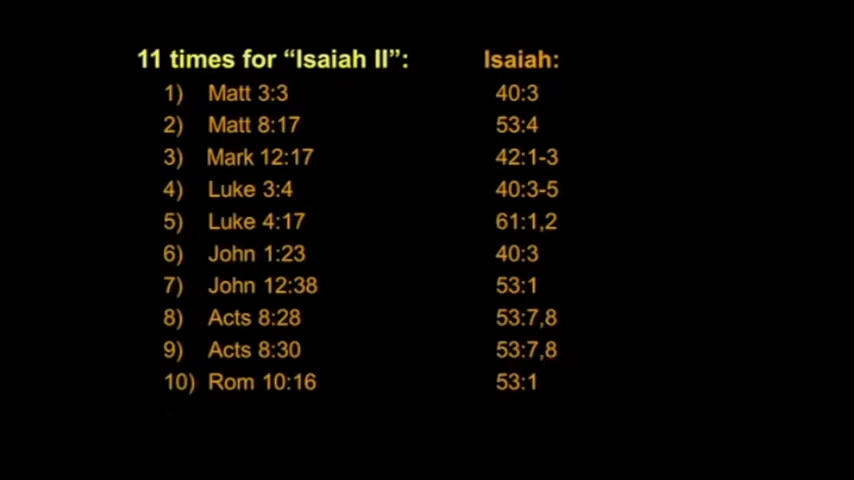 11 times for “Isaiah II”: Isaiah:
1) Matt 3:3 40:3
2) Matt 8:17 53:4
3) Mark 12:17 42:1-3
4) Luke 3:4 40:3-5
5) Luke 4:17 61:1,2
6) John 1:23 40:3
7) John 12:38 53:1
8) Acts 8:28 53:7,8
9) Acts 8:30 53:7,8
10) Rom 10:16 53:1